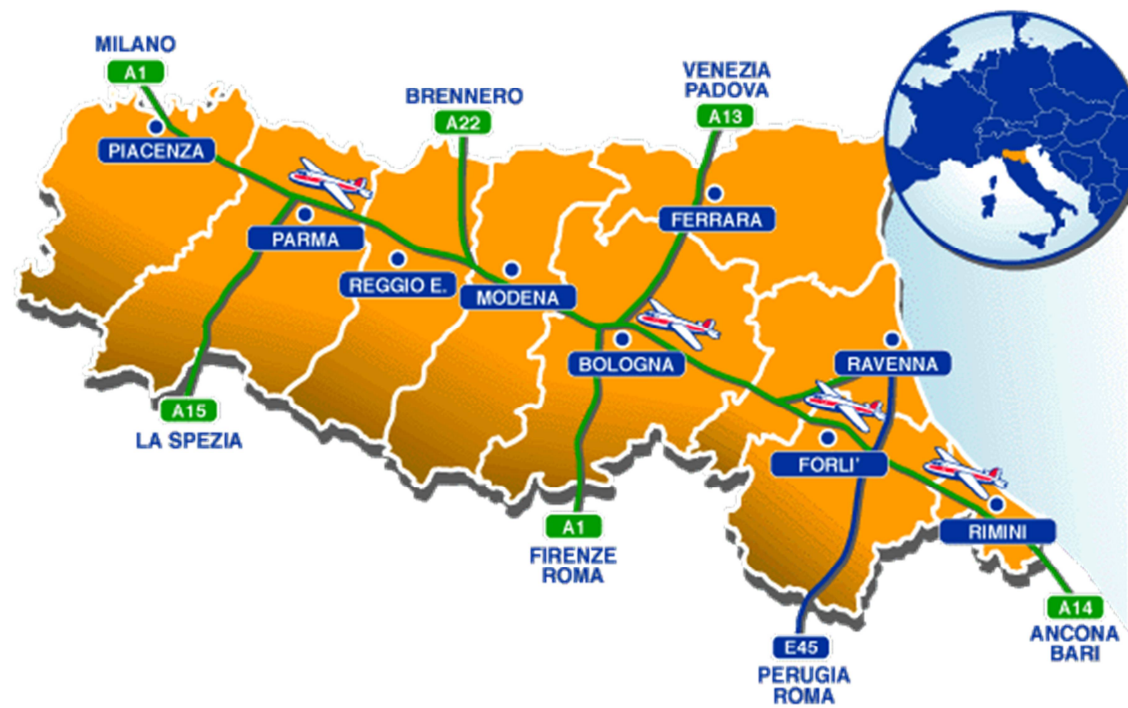 MILANO
A1
PIACENZA
BRENNERO
A22
VENEZIA
PADOVA
A13
FERRARA
PARMA
REGGIO E.
MODENA
BOLOGNA
RAVENNA
A15
LA SPEZIA
FORLI'
RIMINI
A1
FIRENZE
ROMA
E45
PERUGIA
ROMA
A14
ANCONA
BARI